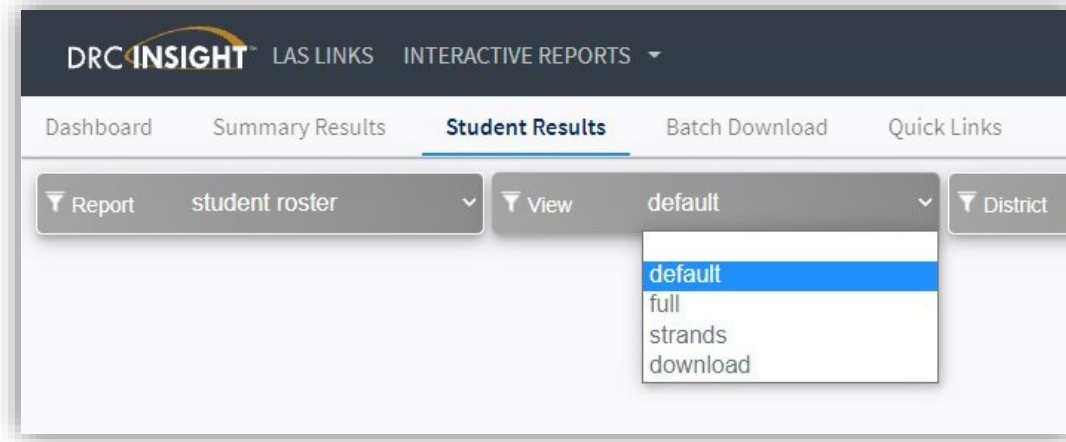 DRC INSIGHT™ LAS LINKS INTERACTIVE REPORTS
Dashboard Summary Results Student Results Batch Download Quick Links
Report student roster View default District
default
full
strands
download